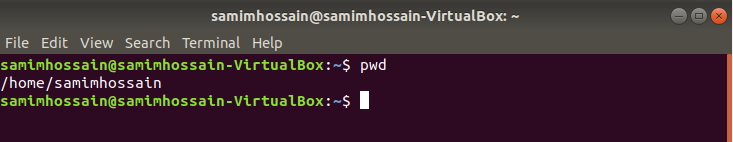 samimhossain@samimhossain-VirtualBox: ~
File Edit View Search Terminal Help
samimhossain@samimhossain-VirtualBox:~$ pwd
/home/samimhossain
samimhossain@samimhossain-VirtualBox:~$